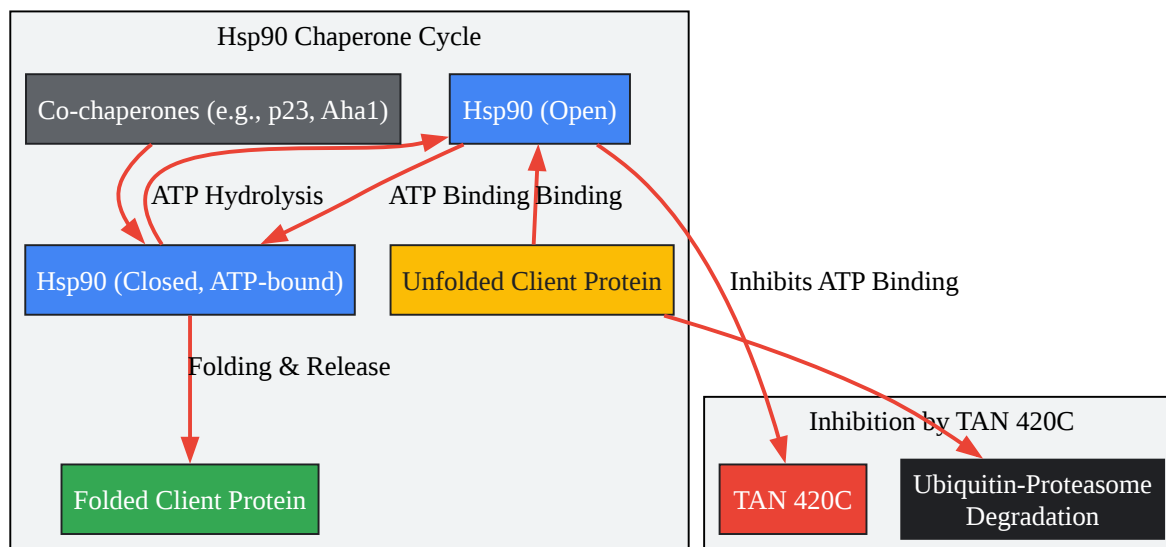 Hsp90 Chaperone Cycle
Co-chaperones (e.g., p23, Aha1)
Hsp90 (Open)
ATP Hydrolysis
ATP Binding
Binding
Hsp90 (Closed, ATP-bound)
Unfolded Client Protein
Inhibits ATP Binding
Folding & Release
Inhibition by TAN 420C
Folded Client Protein
TAN 420C
Ubiquitin-Proteasome
Degradation